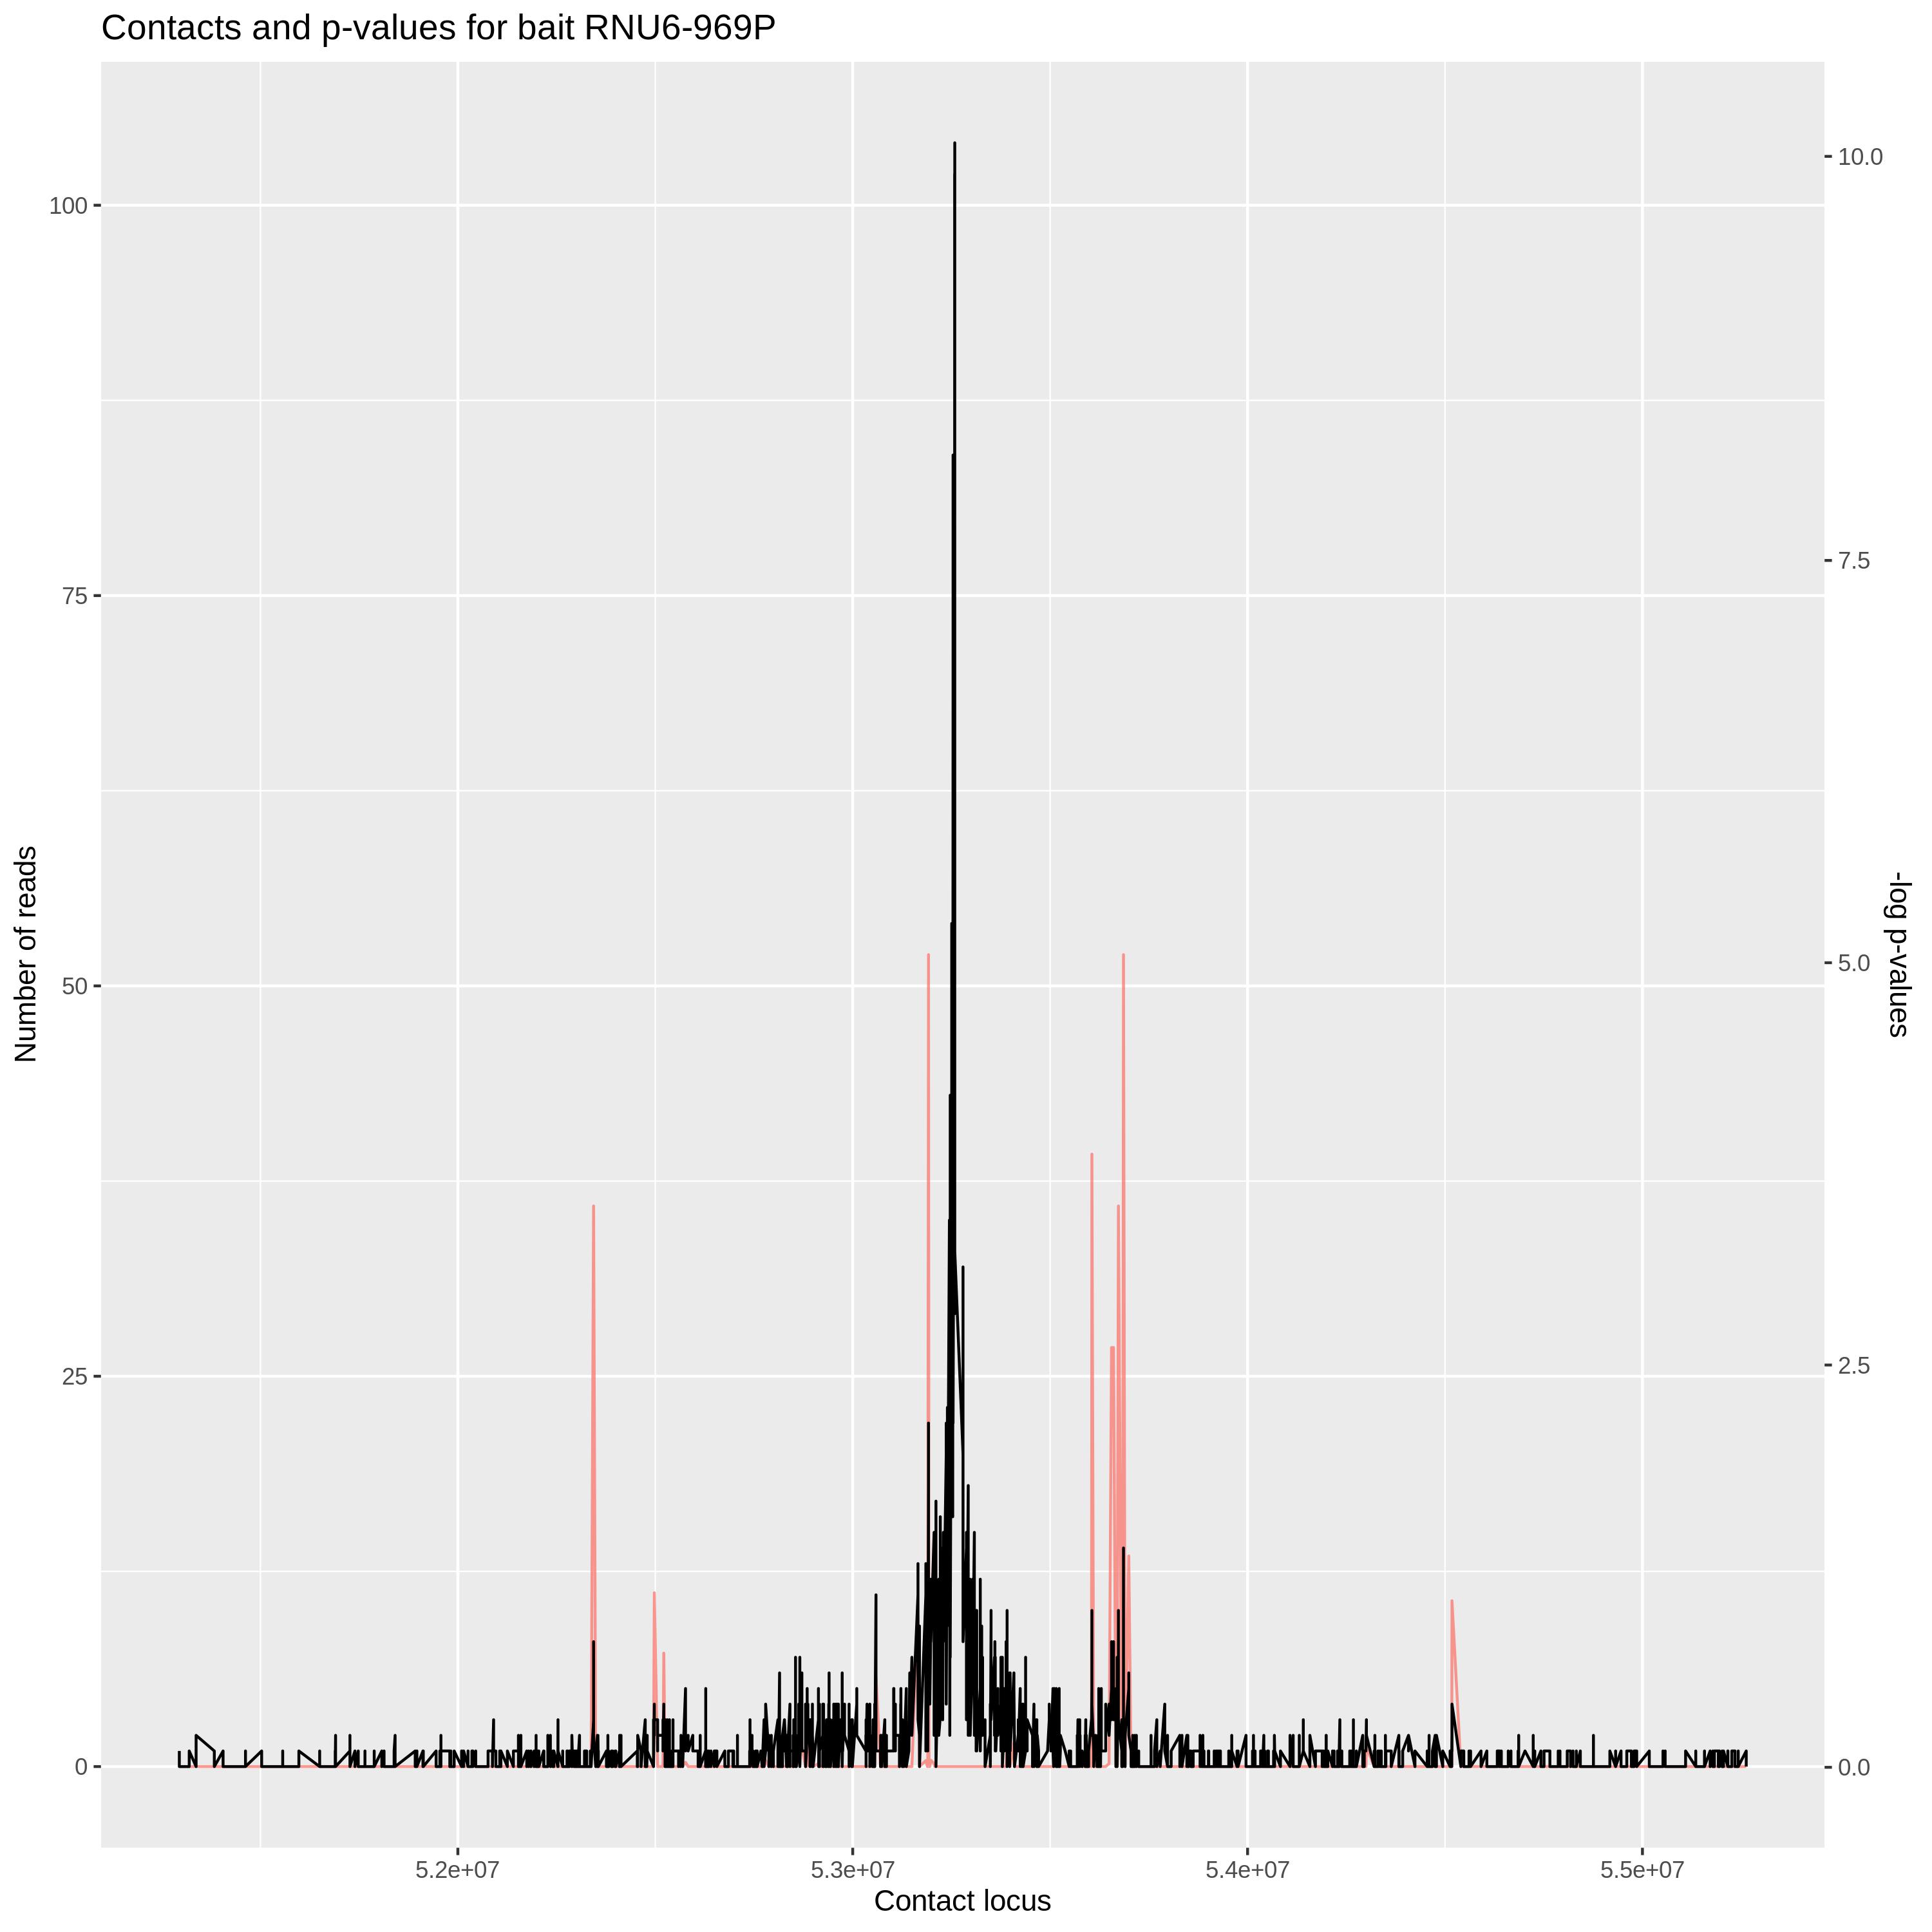 Contacts and p-values for bait RNU6-969P
100
75
50
25
0
Number of reads
10.0
7.5
5.0
2.5
0.0
-log p-values
5.2e+07 5.3e+07 5.4e+07 5.5e+07
Contact locus